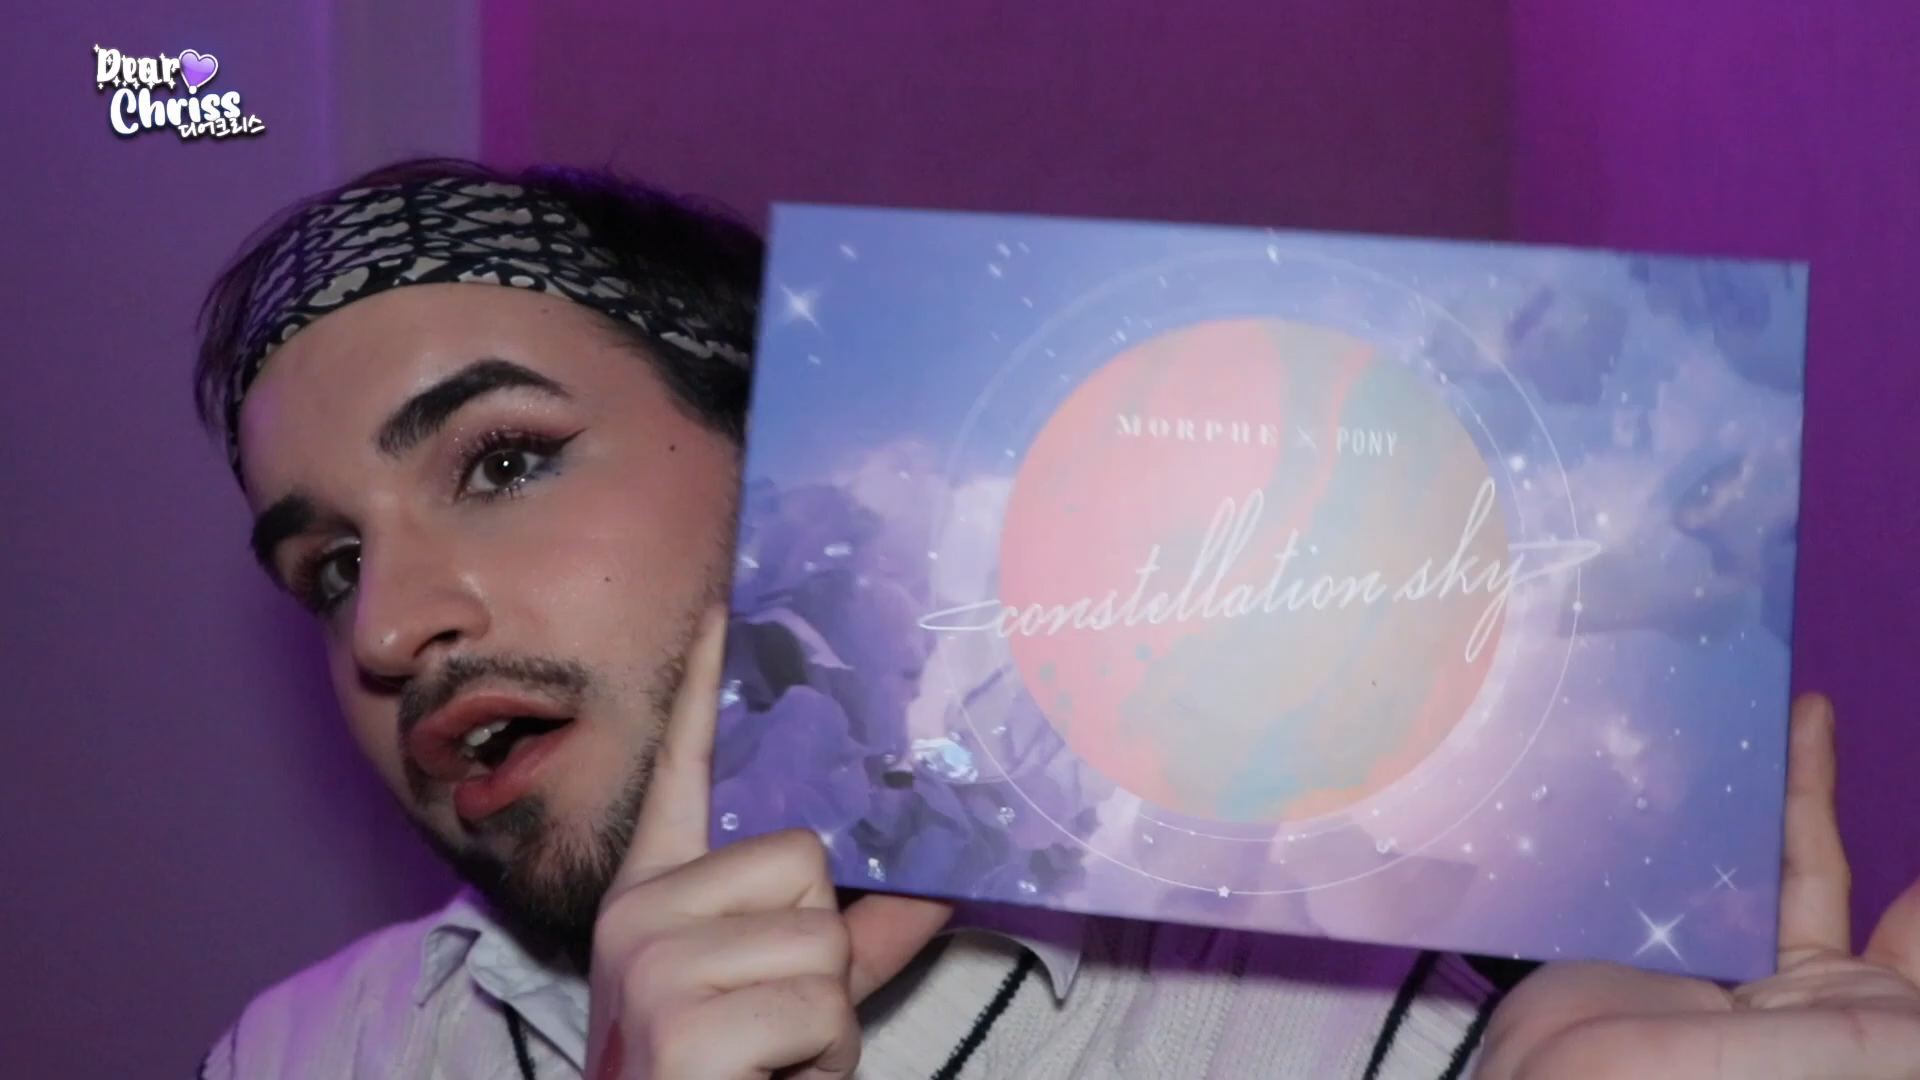 Dear
Chriss
디어크리스
MORPHE X PONY
constellation sky